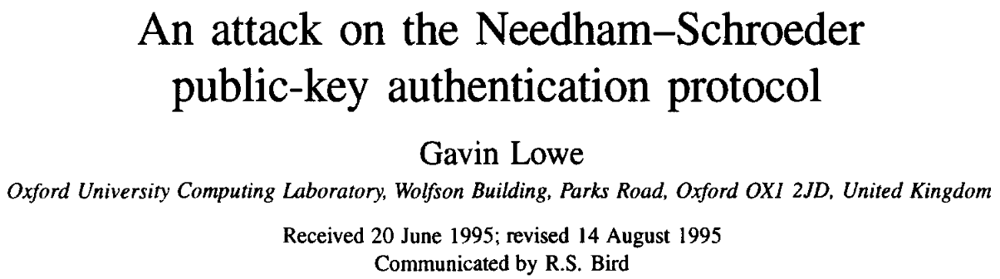 An attack on the Needham–Schroeder
public-key authentication protocol
Gavin Lowe
Oxford University Computing Laboratory, Wolfson Building, Parks Road, Oxford OX1 2JD, United Kingdom
Received 20 June 1995; revised 14 August 1995
Communicated by R.S. Bird